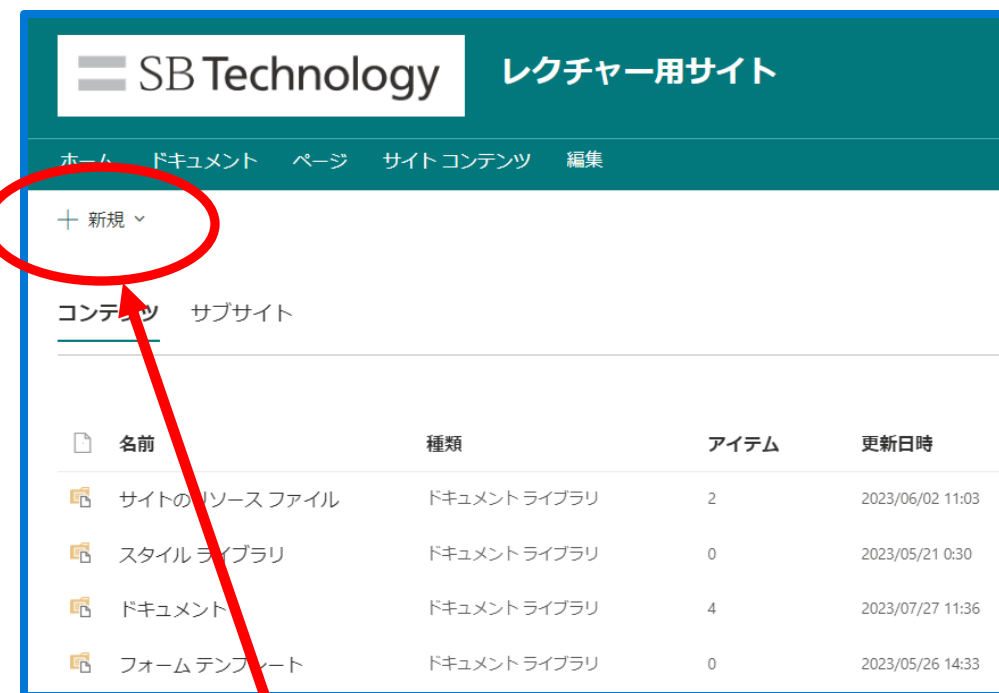 SB Technology レクチャー用サイト
ホーム ドキュメント ページ サイト コンテンツ 編集
＋ 新規
コンテンツ サブサイト
名前 種類 アイテム 更新日時
サイトのリソース ファイル ドキュメント ライブラリ 2 2023/06/02 11:03
スタイル ライブラリ ドキュメント ライブラリ 0 2023/05/21 0:30
ドキュメント ドキュメント ライブラリ 4 2023/07/27 11:36
フォーム テンプレート ドキュメント ライブラリ 0 2023/05/26 14:33